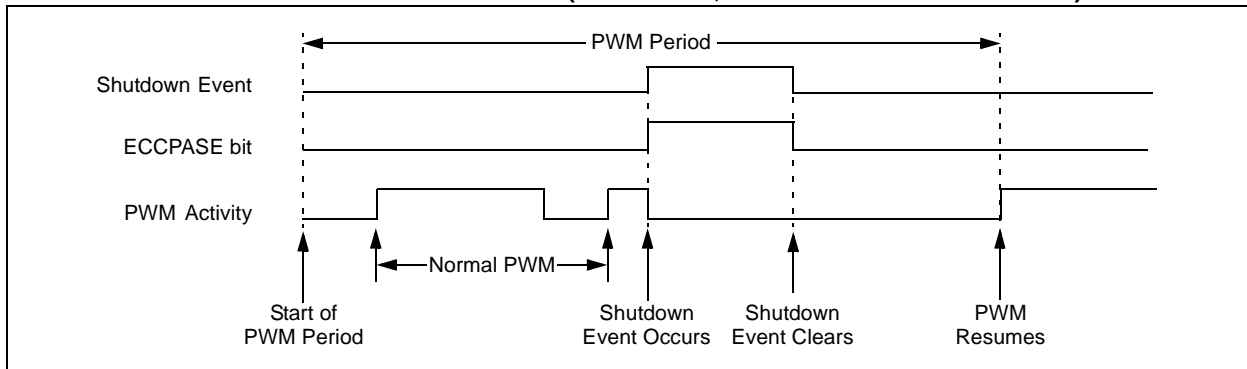 PWM Period
Shutdown Event
ECCPASE bit
PWM Activity
Normal PWM
Start of
PWM Period
Shutdown
Event Occurs
Shutdown
Event Clears
PWM
Resumes